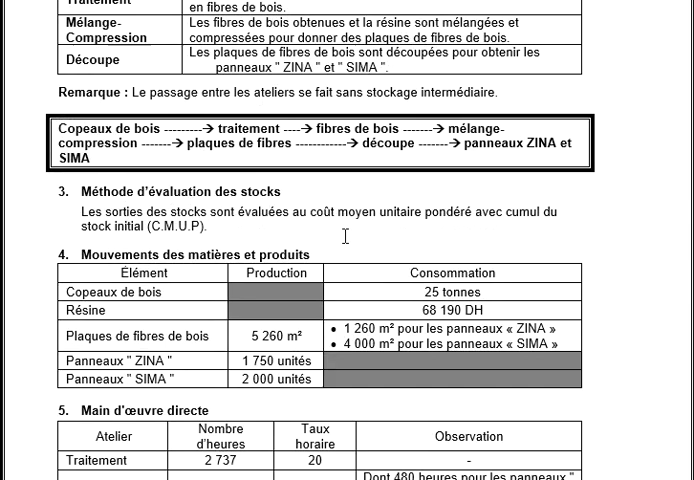 Traitement
en fibres de bois.
Mélange-
Compression
Les fibres de bois obtenues et la résine sont mélangées et
compressées pour donner des plaques de fibres de bois.
Découpe
Les plaques de fibres de bois sont découpées pour obtenir les
panneaux " ZINA " et " SIMA ".
Remarque : Le passage entre les ateliers se fait sans stockage intermédiaire.
Copeaux de bois ---------→ traitement ----→ fibres de bois -------→ mélange-
compression -------→ plaques de fibres ------------→ découpe -------→ panneaux ZINA et
SIMA
3. Méthode d'évaluation des stocks
Les sorties des stocks sont évaluées au coût moyen unitaire pondéré avec cumul du
stock initial (C.M.U.P).
4. Mouvements des matières et produits
Élément Production Consommation
Copeaux de bois 25 tonnes
Résine 68 190 DH
Plaques de fibres de bois 5 260 m² • 1 260 m² pour les panneaux « ZINA »
• 4 000 m² pour les panneaux « SIMA »
Panneaux " ZINA " 1 750 unités
Panneaux " SIMA " 2 000 unités
5. Main d'œuvre directe
Atelier Nombre d'heures Taux horaire Observation
Traitement 2 737 20 -
Dont 480 heures pour les panneaux "